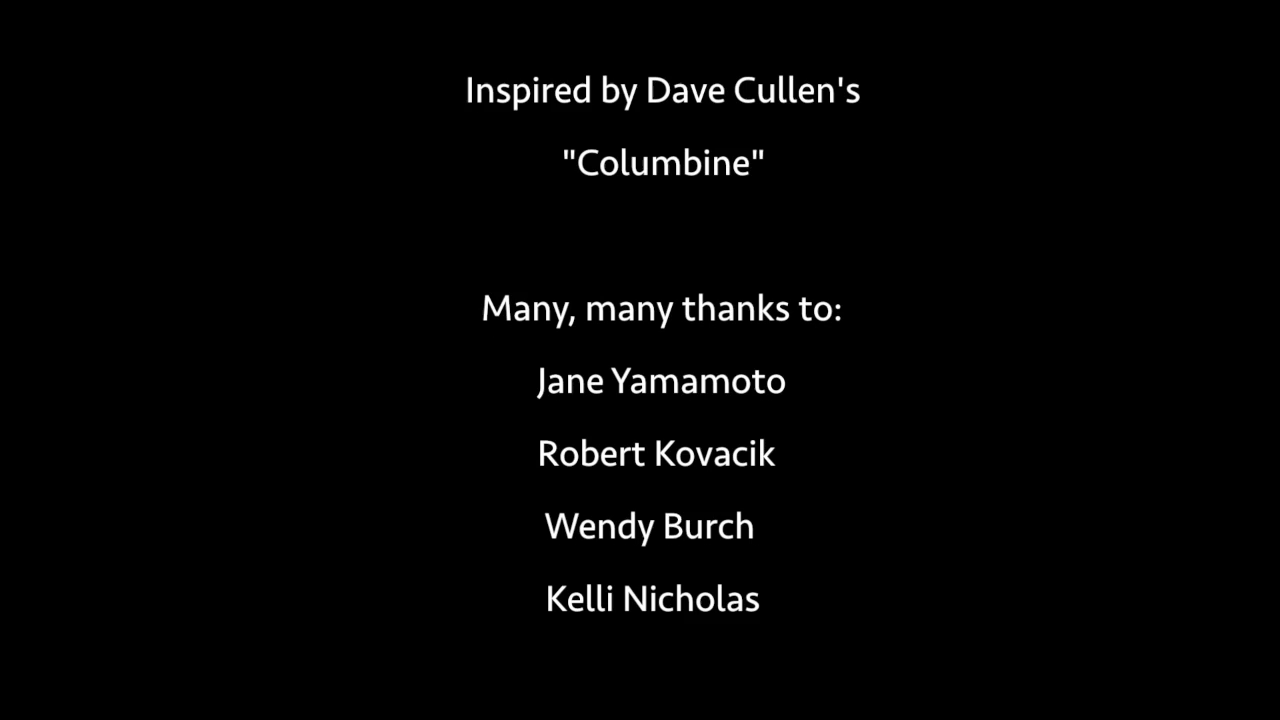 Inspired by Dave Cullen's
"Columbine"
Many, many thanks to:
Jane Yamamoto
Robert Kovacik
Wendy Burch
Kelli Nicholas